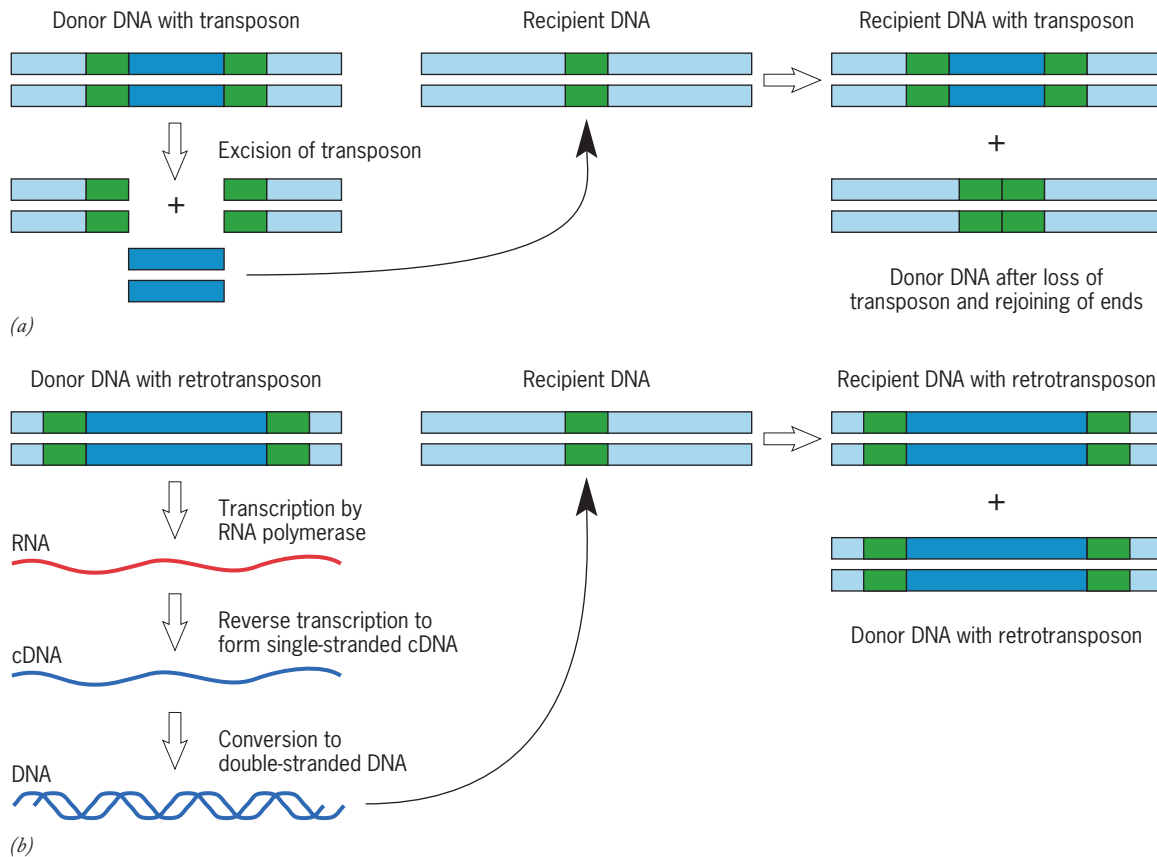 Donor DNA with transposon
Recipient DNA
Recipient DNA with transposon
Excision of transposon
+
+
Donor DNA after loss of
transposon and rejoining of ends
(a)
Donor DNA with retrotransposon
Recipient DNA
Recipient DNA with retrotransposon
Transcription by
RNA polymerase
RNA
+
Reverse transcription to
form single-stranded cDNA
cDNA
Donor DNA with retrotransposon
Conversion to
double-stranded DNA
DNA
(b)